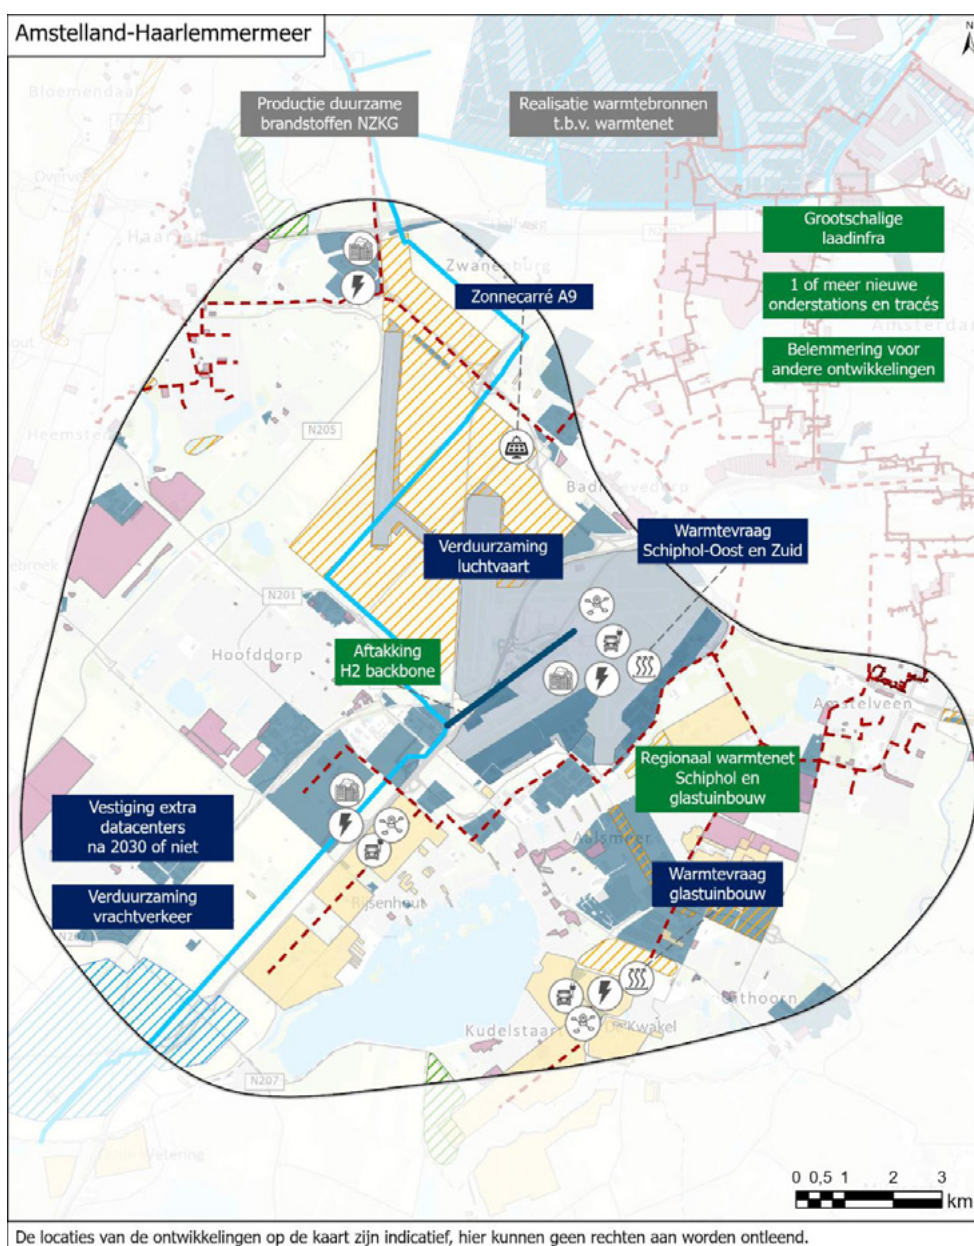 Amstelland-Haarlemmermeer
N
Bloemendaal
Productie duurzame
brandstoffen NZKG
Realisatie warmtebronnen
t.b.v. warmtenet
Grootschalige
laadinfra
Zwanenburg
Zonnecarré A9
1 of meer nieuwe
onderstations en tracés
Amsterdam
Belemmering voor
andere ontwikkelingen
N205
Badhoevedorp
Verduurzaming
luchtvaart
Warmtevraag
Schiphol-Oost en Zuid
N201
Hoofddorp
Aftakking
H2 backbone
Amstelveen
Regionaal warmtenet
Schiphol en
glastuinbouw
Vestiging extra
datacenters
na 2030 of niet
Aalsmeer
Warmtevraag
glastuinbouw
Verduurzaming
vrachtverkeer
Rijsenhout
N207
Uithoorn
Kudelstaart
De Kwakel
N207
0 0,5 1 2 3
km
De locaties van de ontwikkelingen op de kaart zijn indicatief, hier kunnen geen rechten aan worden ontleend.